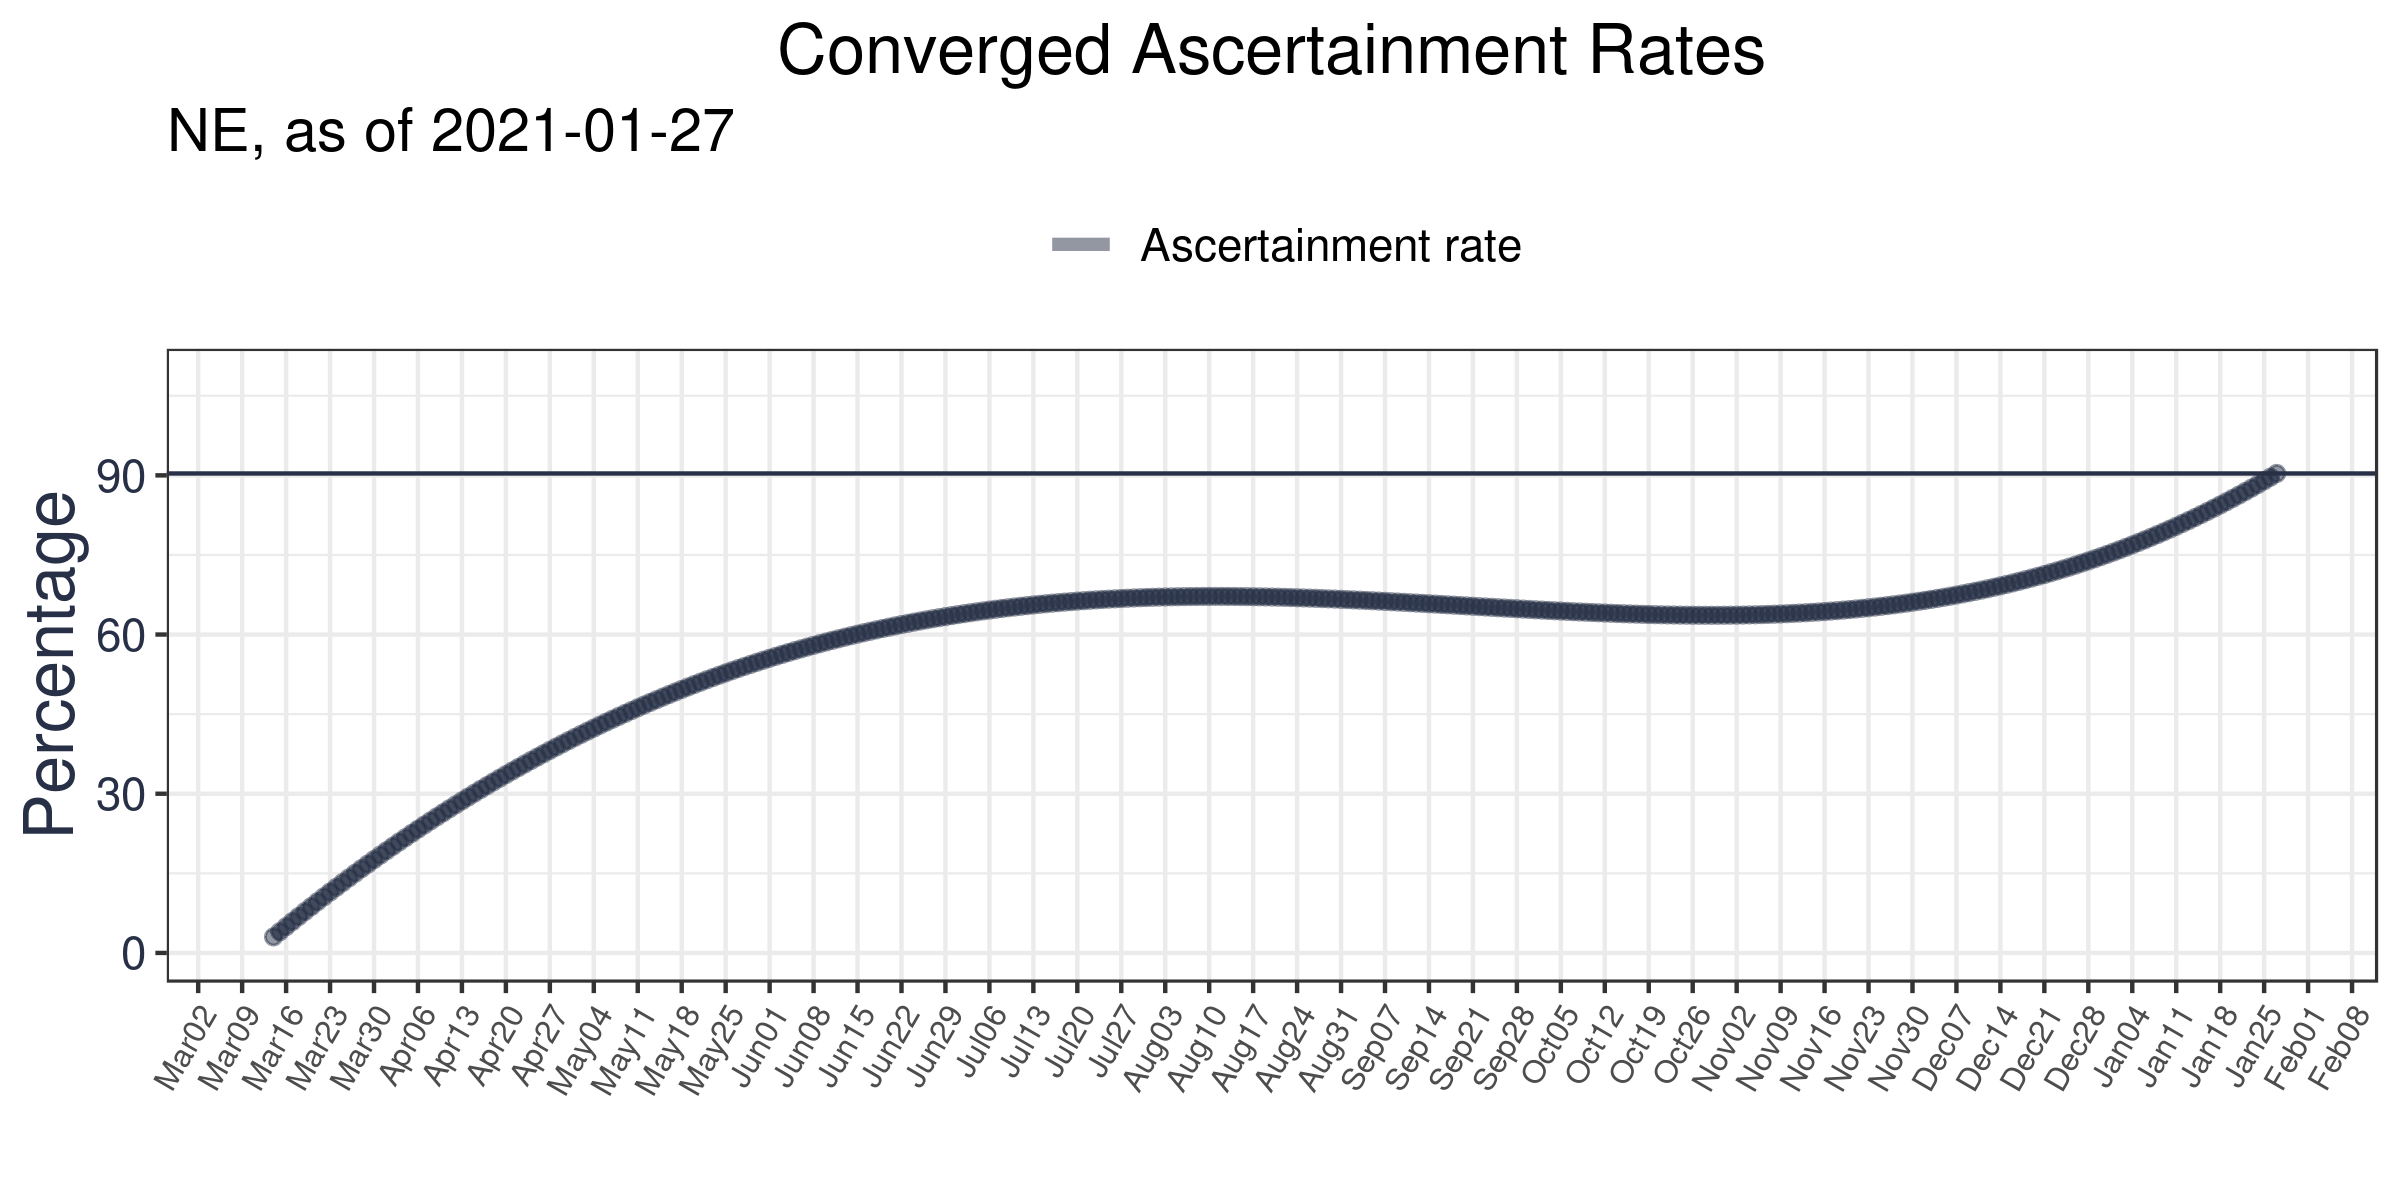 Converged Ascertainment Rates
NE, as of 2021-01-27
Ascertainment rate
Percentage
90
60
30
0
Mar02
Mar09
Mar16
Mar23
Mar30
Apr06
Apr13
Apr20
Apr27
May04
May11
May18
May25
Jun01
Jun08
Jun15
Jun22
Jun29
Jul06
Jul13
Jul20
Jul27
Aug03
Aug10
Aug17
Aug24
Aug31
Sep07
Sep14
Sep21
Sep28
Oct05
Oct12
Oct19
Oct26
Nov02
Nov09
Nov16
Nov23
Nov30
Dec07
Dec14
Dec21
Dec28
Jan04
Jan11
Jan18
Jan25
Feb01
Feb08